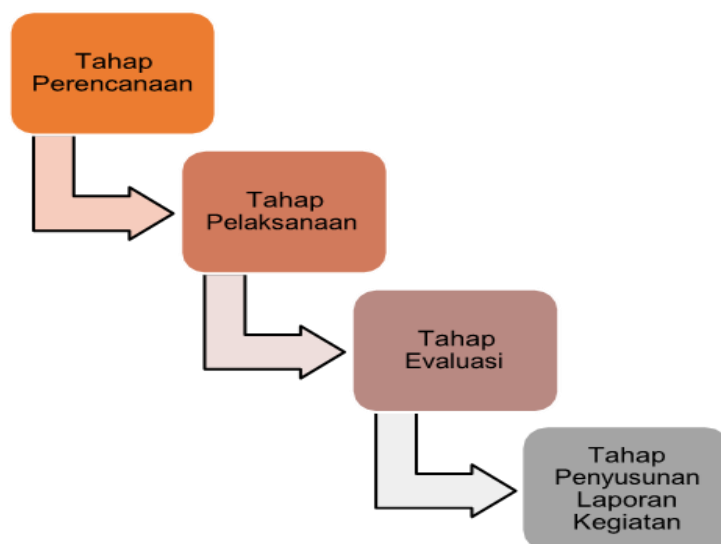 Tahap
Perencanaan
Tahap
Pelaksanaan
Tahap
Evaluasi
Tahap
Penyusunan
Laporan
Kegiatan